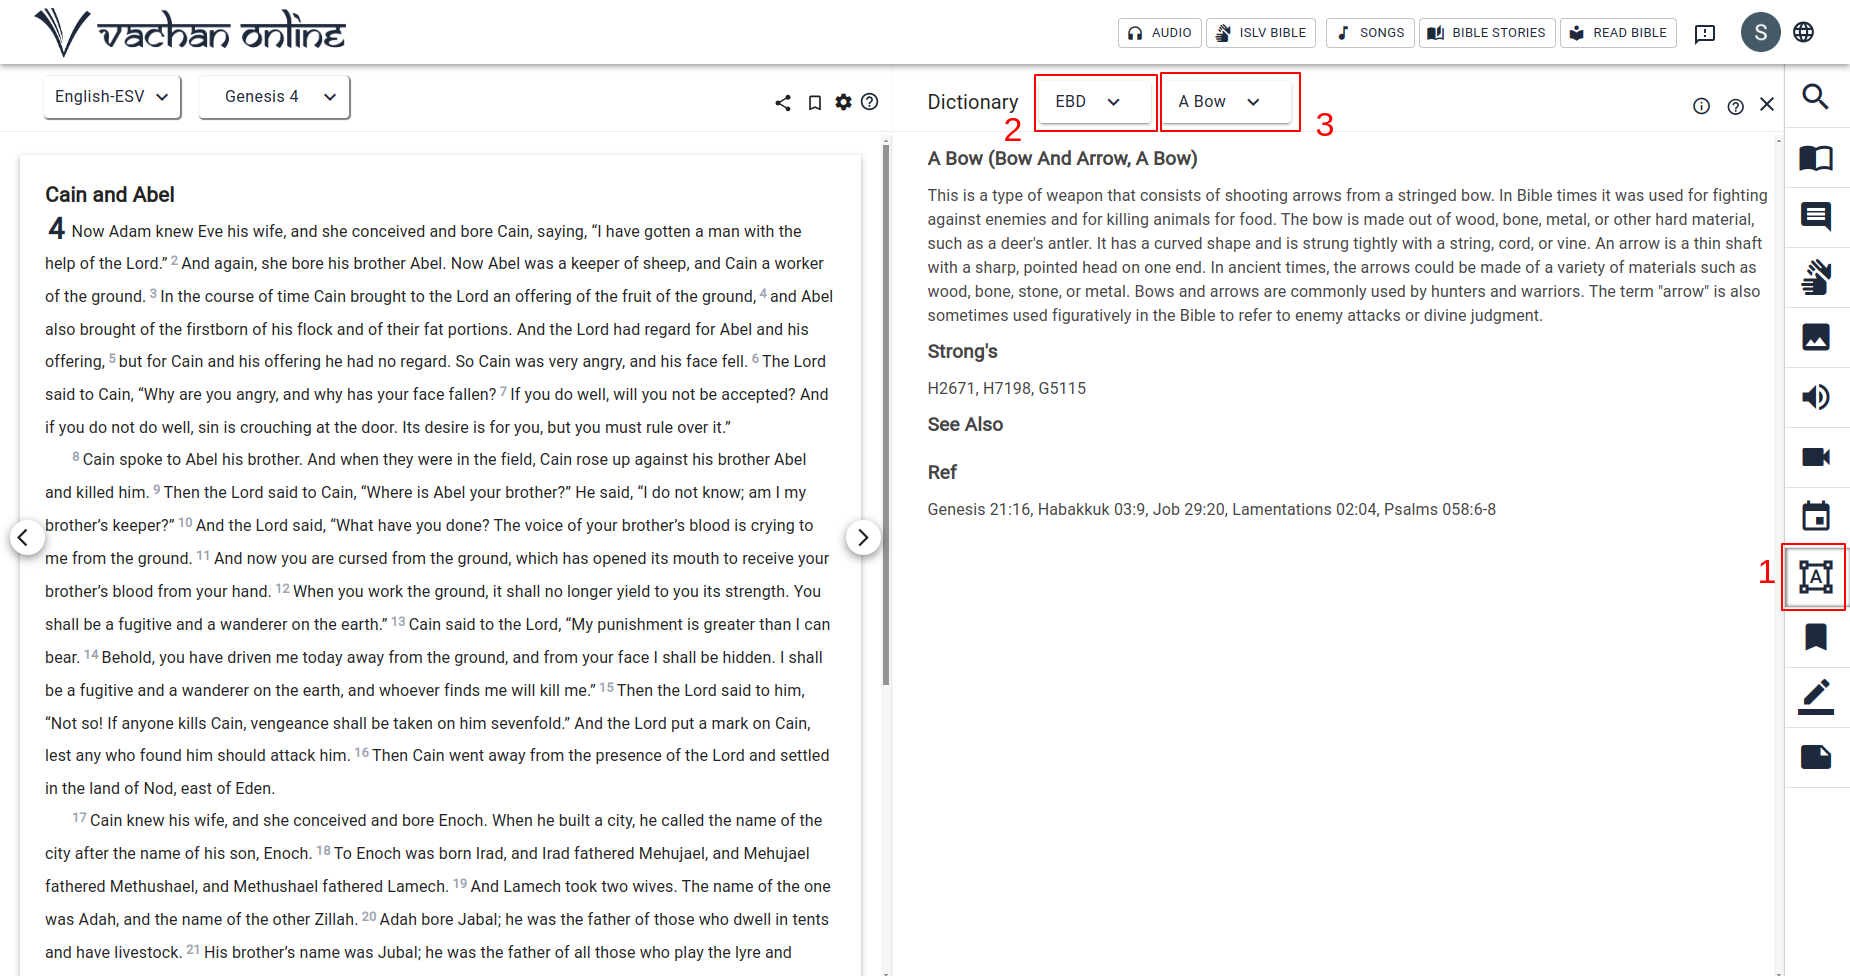 vachan online
AUDIO
ISLV BIBLE
SONGS
BIBLE STORIES
READ BIBLE
S
English-ESV
Genesis 4
Cain and Abel
4 Now Adam knew Eve his wife, and she conceived and bore Cain, saying, “I have gotten a man with the
help of the Lord.” 2 And again, she bore his brother Abel. Now Abel was a keeper of sheep, and Cain a worker
of the ground. 3 In the course of time Cain brought to the Lord an offering of the fruit of the ground, 4 and Abel
also brought of the firstborn of his flock and of their fat portions. And the Lord had regard for Abel and his
offering, 5 but for Cain and his offering he had no regard. So Cain was very angry, and his face fell. 6 The Lord
said to Cain, “Why are you angry, and why has your face fallen? 7 If you do well, will you not be accepted? And
if you do not do well, sin is crouching at the door. Its desire is for you, but you must rule over it.”
8 Cain spoke to Abel his brother. And when they were in the field, Cain rose up against his brother Abel
and killed him. 9 Then the Lord said to Cain, “Where is Abel your brother?” He said, “I do not know; am I my
brother’s keeper?” 10 And the Lord said, “What have you done? The voice of your brother’s blood is crying to
me from the ground. 11 And now you are cursed from the ground, which has opened its mouth to receive your
brother’s blood from your hand. 12 When you work the ground, it shall no longer yield to you its strength. You
shall be a fugitive and a wanderer on the earth.” 13 Cain said to the Lord, “My punishment is greater than I can
bear. 14 Behold, you have driven me today away from the ground, and from your face I shall be hidden. I shall
be a fugitive and a wanderer on the earth, and whoever finds me will kill me.” 15 Then the Lord said to him,
“Not so! If anyone kills Cain, vengeance shall be taken on him sevenfold.” And the Lord put a mark on Cain,
lest any who found him should attack him. 16 Then Cain went away from the presence of the Lord and settled
in the land of Nod, east of Eden.
17 Cain knew his wife, and she conceived and bore Enoch. When he built a city, he called the name of the
city after the name of his son, Enoch. 18 To Enoch was born Irad, and Irad fathered Mehujael, and Mehujael
fathered Methushael, and Methushael fathered Lamech. 19 And Lamech took two wives. The name of the one
was Adah, and the name of the other Zillah. 20 Adah bore Jabal; he was the father of those who dwell in tents
and have livestock. 21 His brother’s name was Jubal; he was the father of all those who play the lyre and
Dictionary
2
EBD
A Bow
3
A Bow (Bow And Arrow, A Bow)
This is a type of weapon that consists of shooting arrows from a stringed bow. In Bible times it was used for fighting
against enemies and for killing animals for food. The bow is made out of wood, bone, metal, or other hard material,
such as a deer's antler. It has a curved shape and is strung tightly with a string, cord, or vine. An arrow is a thin shaft
with a sharp, pointed head on one end. In ancient times, the arrows could be made of a variety of materials such as
wood, bone, stone, or metal. Bows and arrows are commonly used by hunters and warriors. The term "arrow" is also
sometimes used figuratively in the Bible to refer to enemy attacks or divine judgment.
Strong's
H2671, H7198, G5115
See Also
Ref
Genesis 21:16, Habakkuk 03:9, Job 29:20, Lamentations 02:04, Psalms 058:6-8
1
A